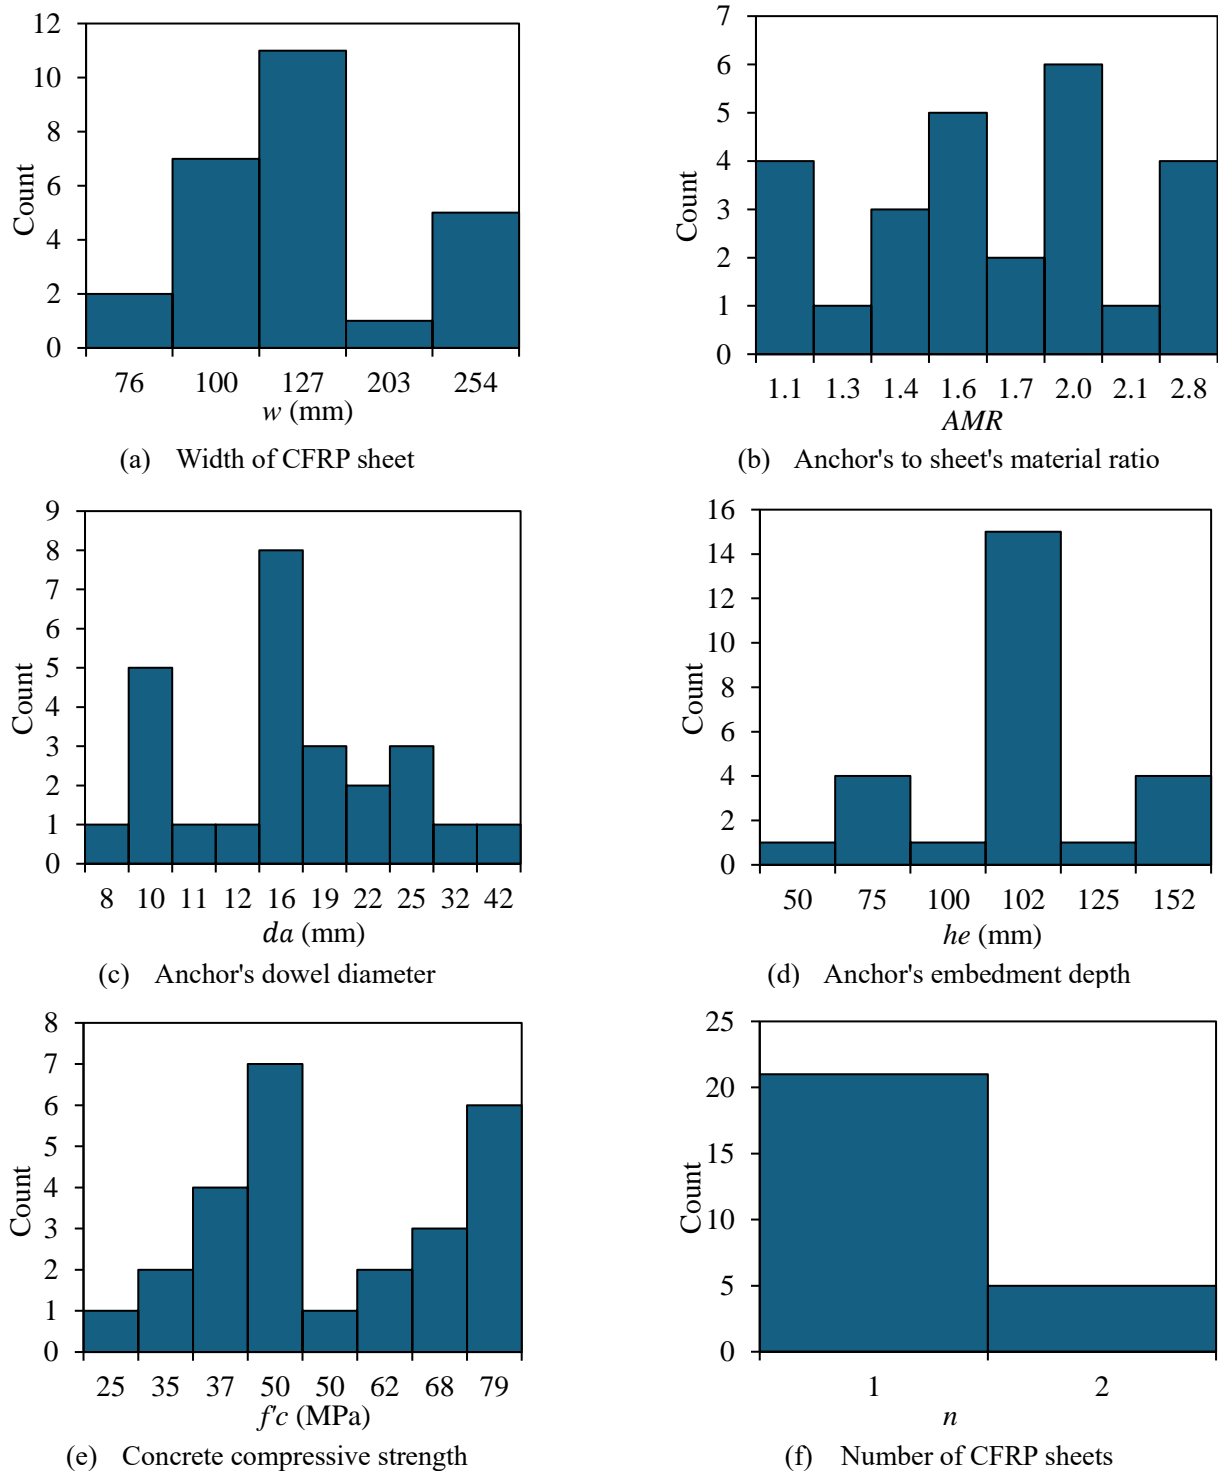 12
10
8
6
4
2
0
Count
76 100 127 203 254
w (mm)
(a) Width of CFRP sheet
7
6
5
4
3
2
1
0
Count
1.1 1.3 1.4 1.6 1.7 2.0 2.1 2.8
AMR
(b) Anchor's to sheet's material ratio
9
8
7
6
5
4
3
2
1
0
Count
8 10 11 12 16 19 22 25 32 42
da (mm)
(c) Anchor's dowel diameter
16
14
12
10
8
6
4
2
0
Count
50 75 100 102 125 152
he (mm)
(d) Anchor's embedment depth
8
7
6
5
4
3
2
1
0
Count
25 35 37 50 50 62 68 79
f'c (MPa)
(e) Concrete compressive strength
25
20
15
10
5
0
Count
1 2
n
(f) Number of CFRP sheets